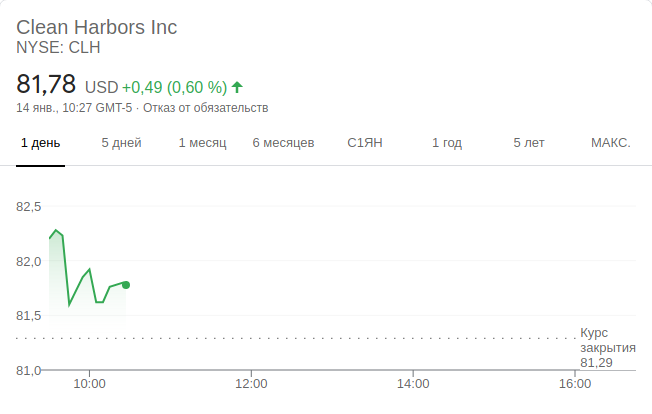 Clean Harbors Inc
NYSE: CLH
81,78 USD +0,49 (0,60 %)
14 янв., 10:27 GMT-5 · Отказ от обязательств
1 день 5 дней 1 месяц 6 месяцев С1ЯН 1 год 5 лет МАКС.
82,5
82,0
81,5
Курс
закрытия
81,29
81,0
10:00 12:00 14:00 16:00